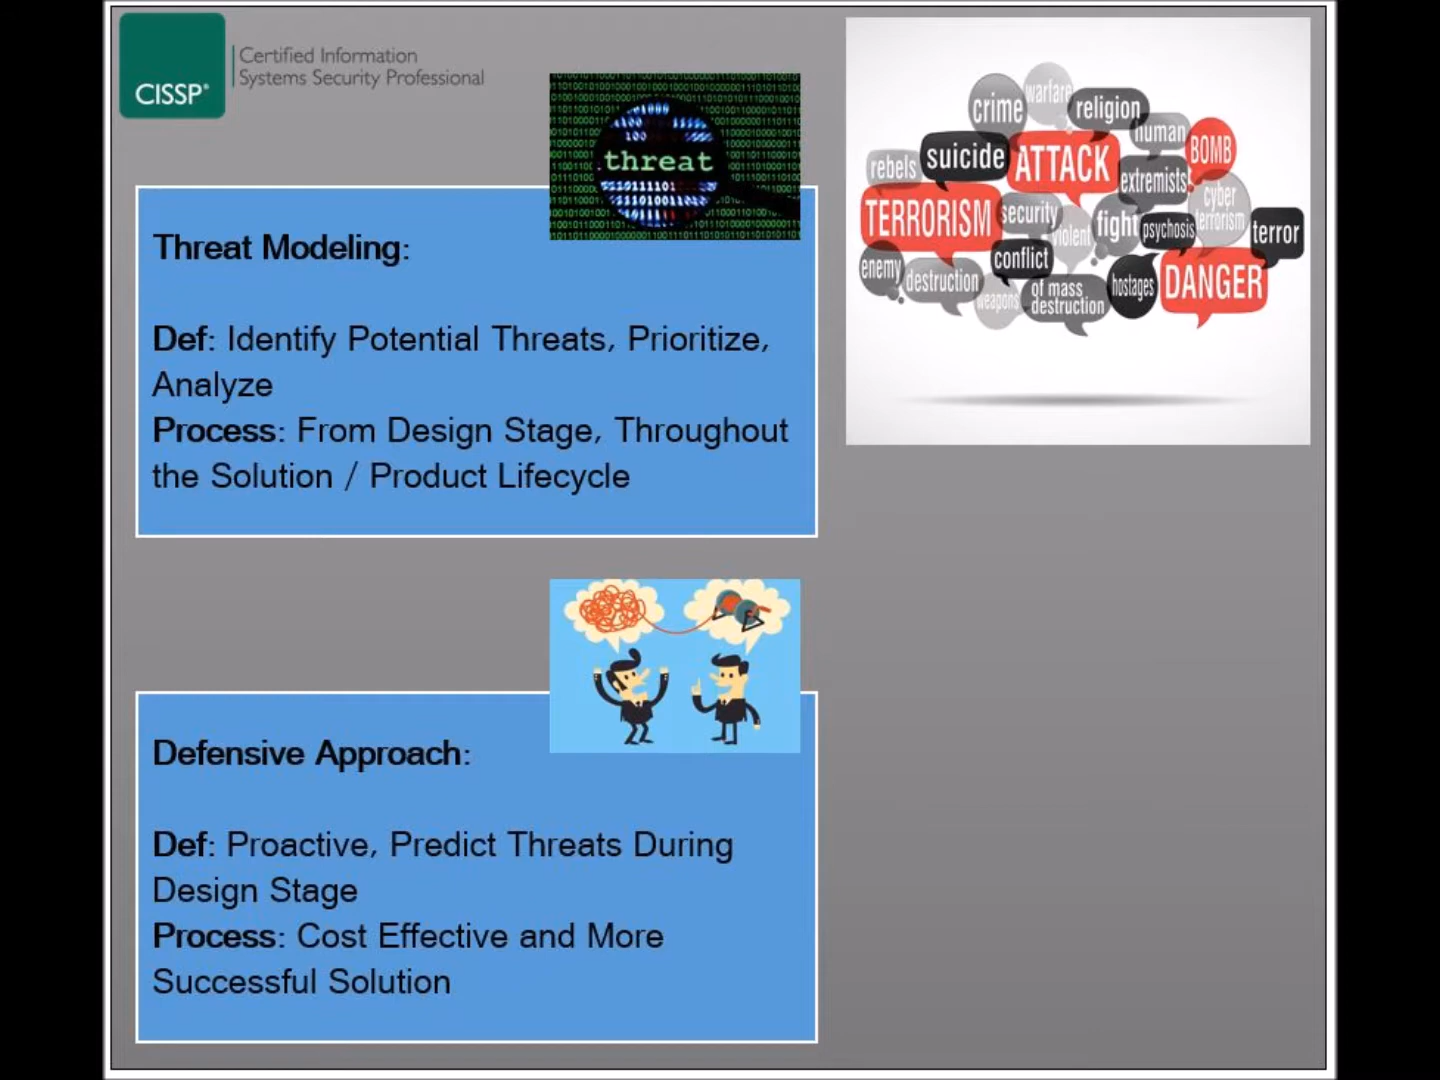 CISSP®
Certified Information
Systems Security Professional
threat
Threat Modeling:
Def: Identify Potential Threats, Prioritize,
Analyze
Process: From Design Stage, Throughout
the Solution / Product Lifecycle
Defensive Approach:
Def: Proactive, Predict Threats During
Design Stage
Process: Cost Effective and More
Successful Solution
crime
warfare
religion
human
BOMB
rebels
suicide
ATTACK
extremists
cyber
terrorism
TERRORISM
security
violent
fight
psychosis
terror
enemy
destruction
conflict
weapons
of mass
destruction
hostages
DANGER